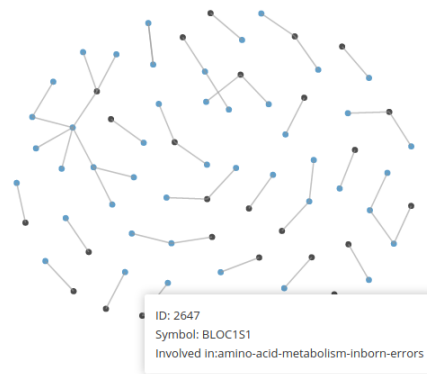 ID: 2647
Symbol: BLOC1S1
Involved in:amino-acid-metabolism-inborn-errors